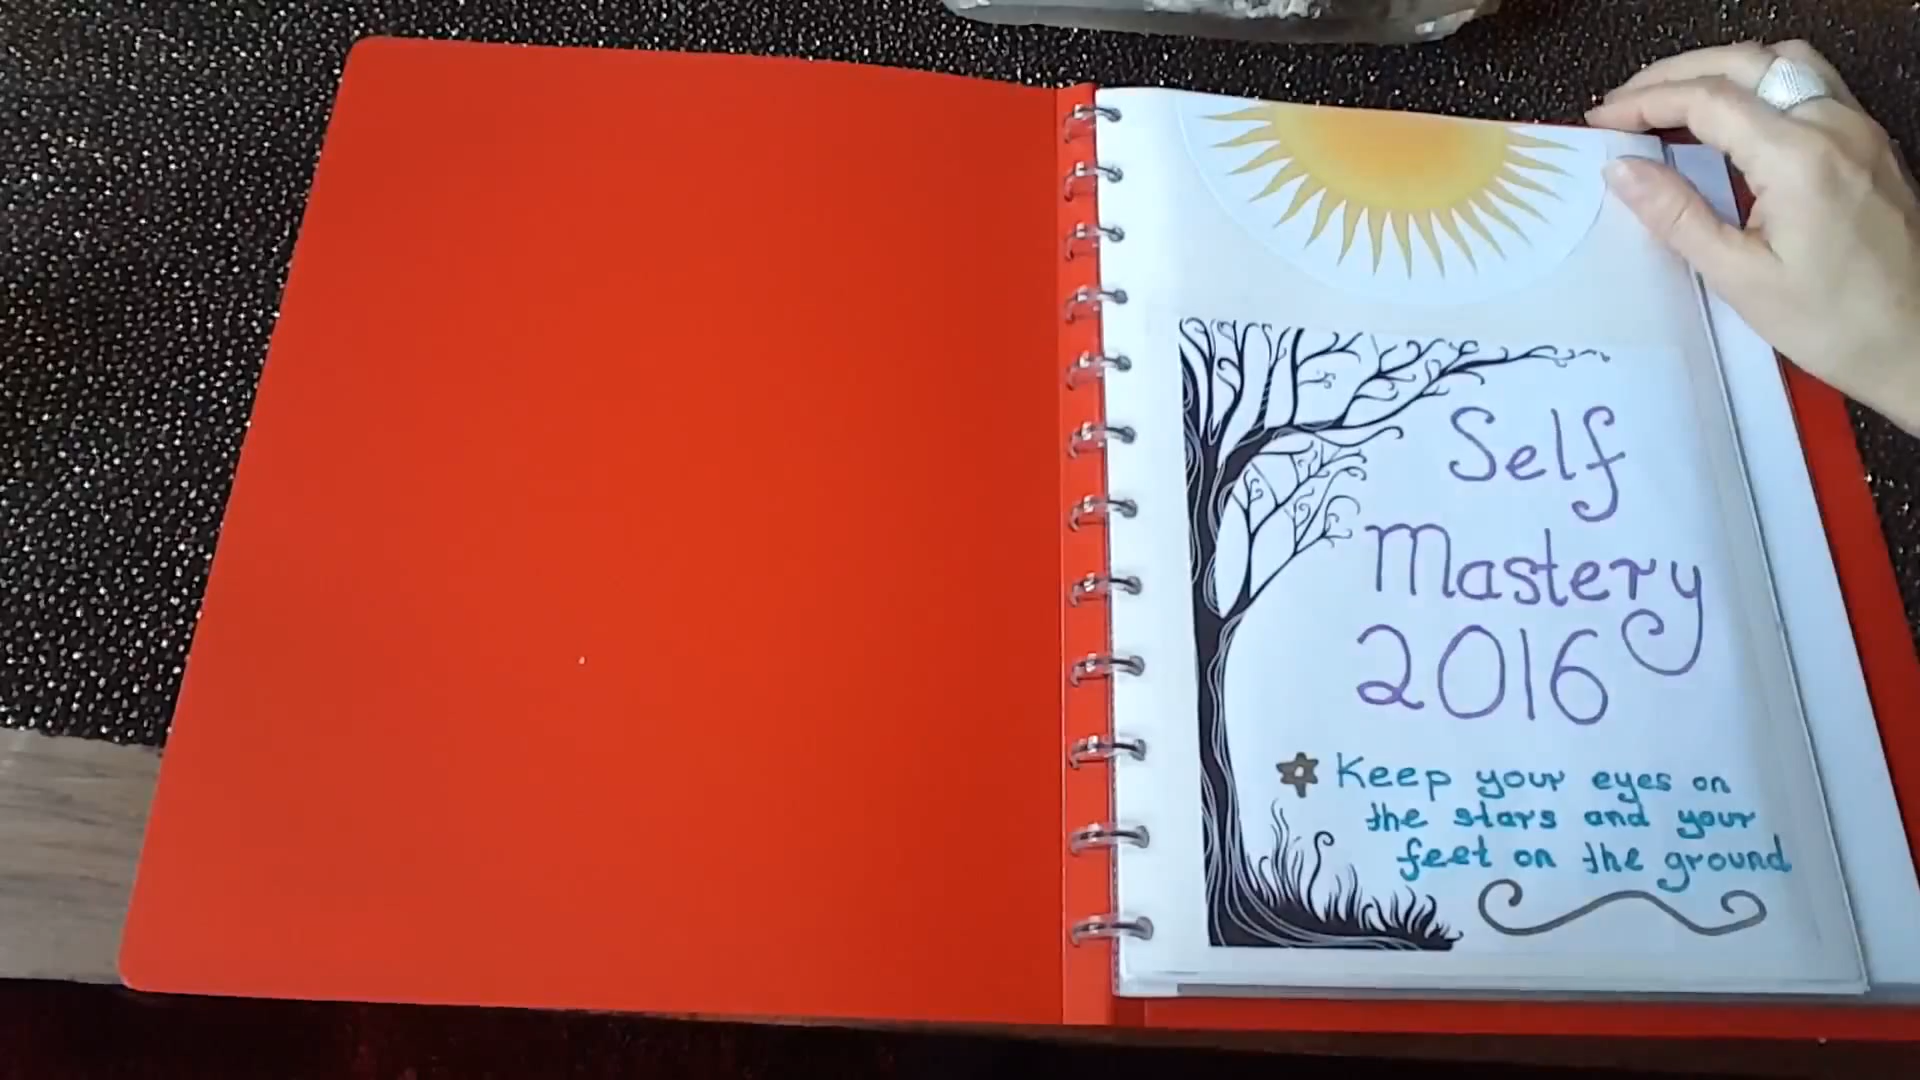 Self
Mastery
2016
Keep your eyes on
the stars and your
feet on the ground